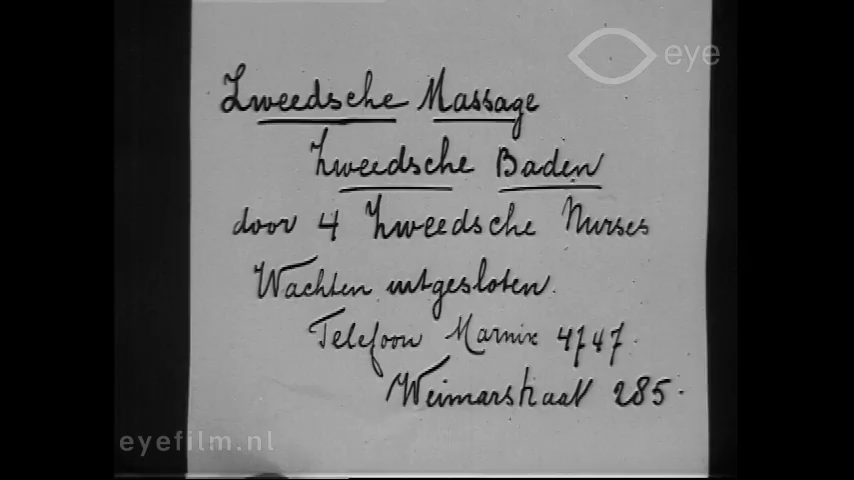 eye
Zweedsche Massage
Zweedsche Baden
door 4 Zweedsche Nurses
Wachten uitgesloten.
Telefoon Marnix 4747.
Weimarstraat 285.
eyefilm.nl